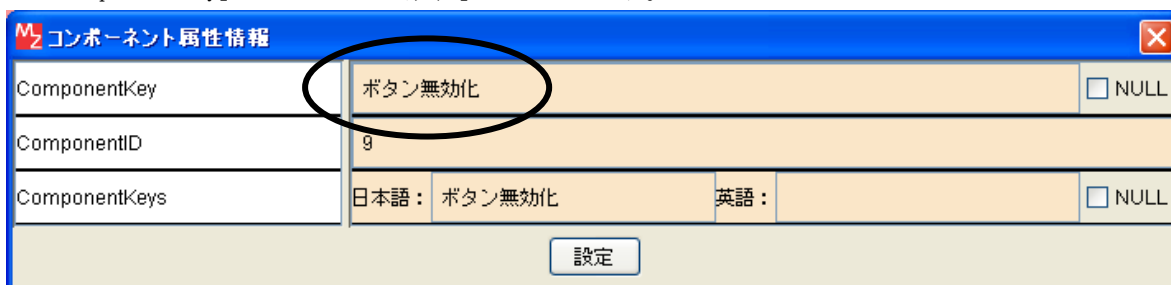 MZ コンポーネント属性情報
ComponentKey ボタン無効化 NULL
ComponentID 9
ComponentKeys 日本語： ボタン無効化 英語： NULL
設定